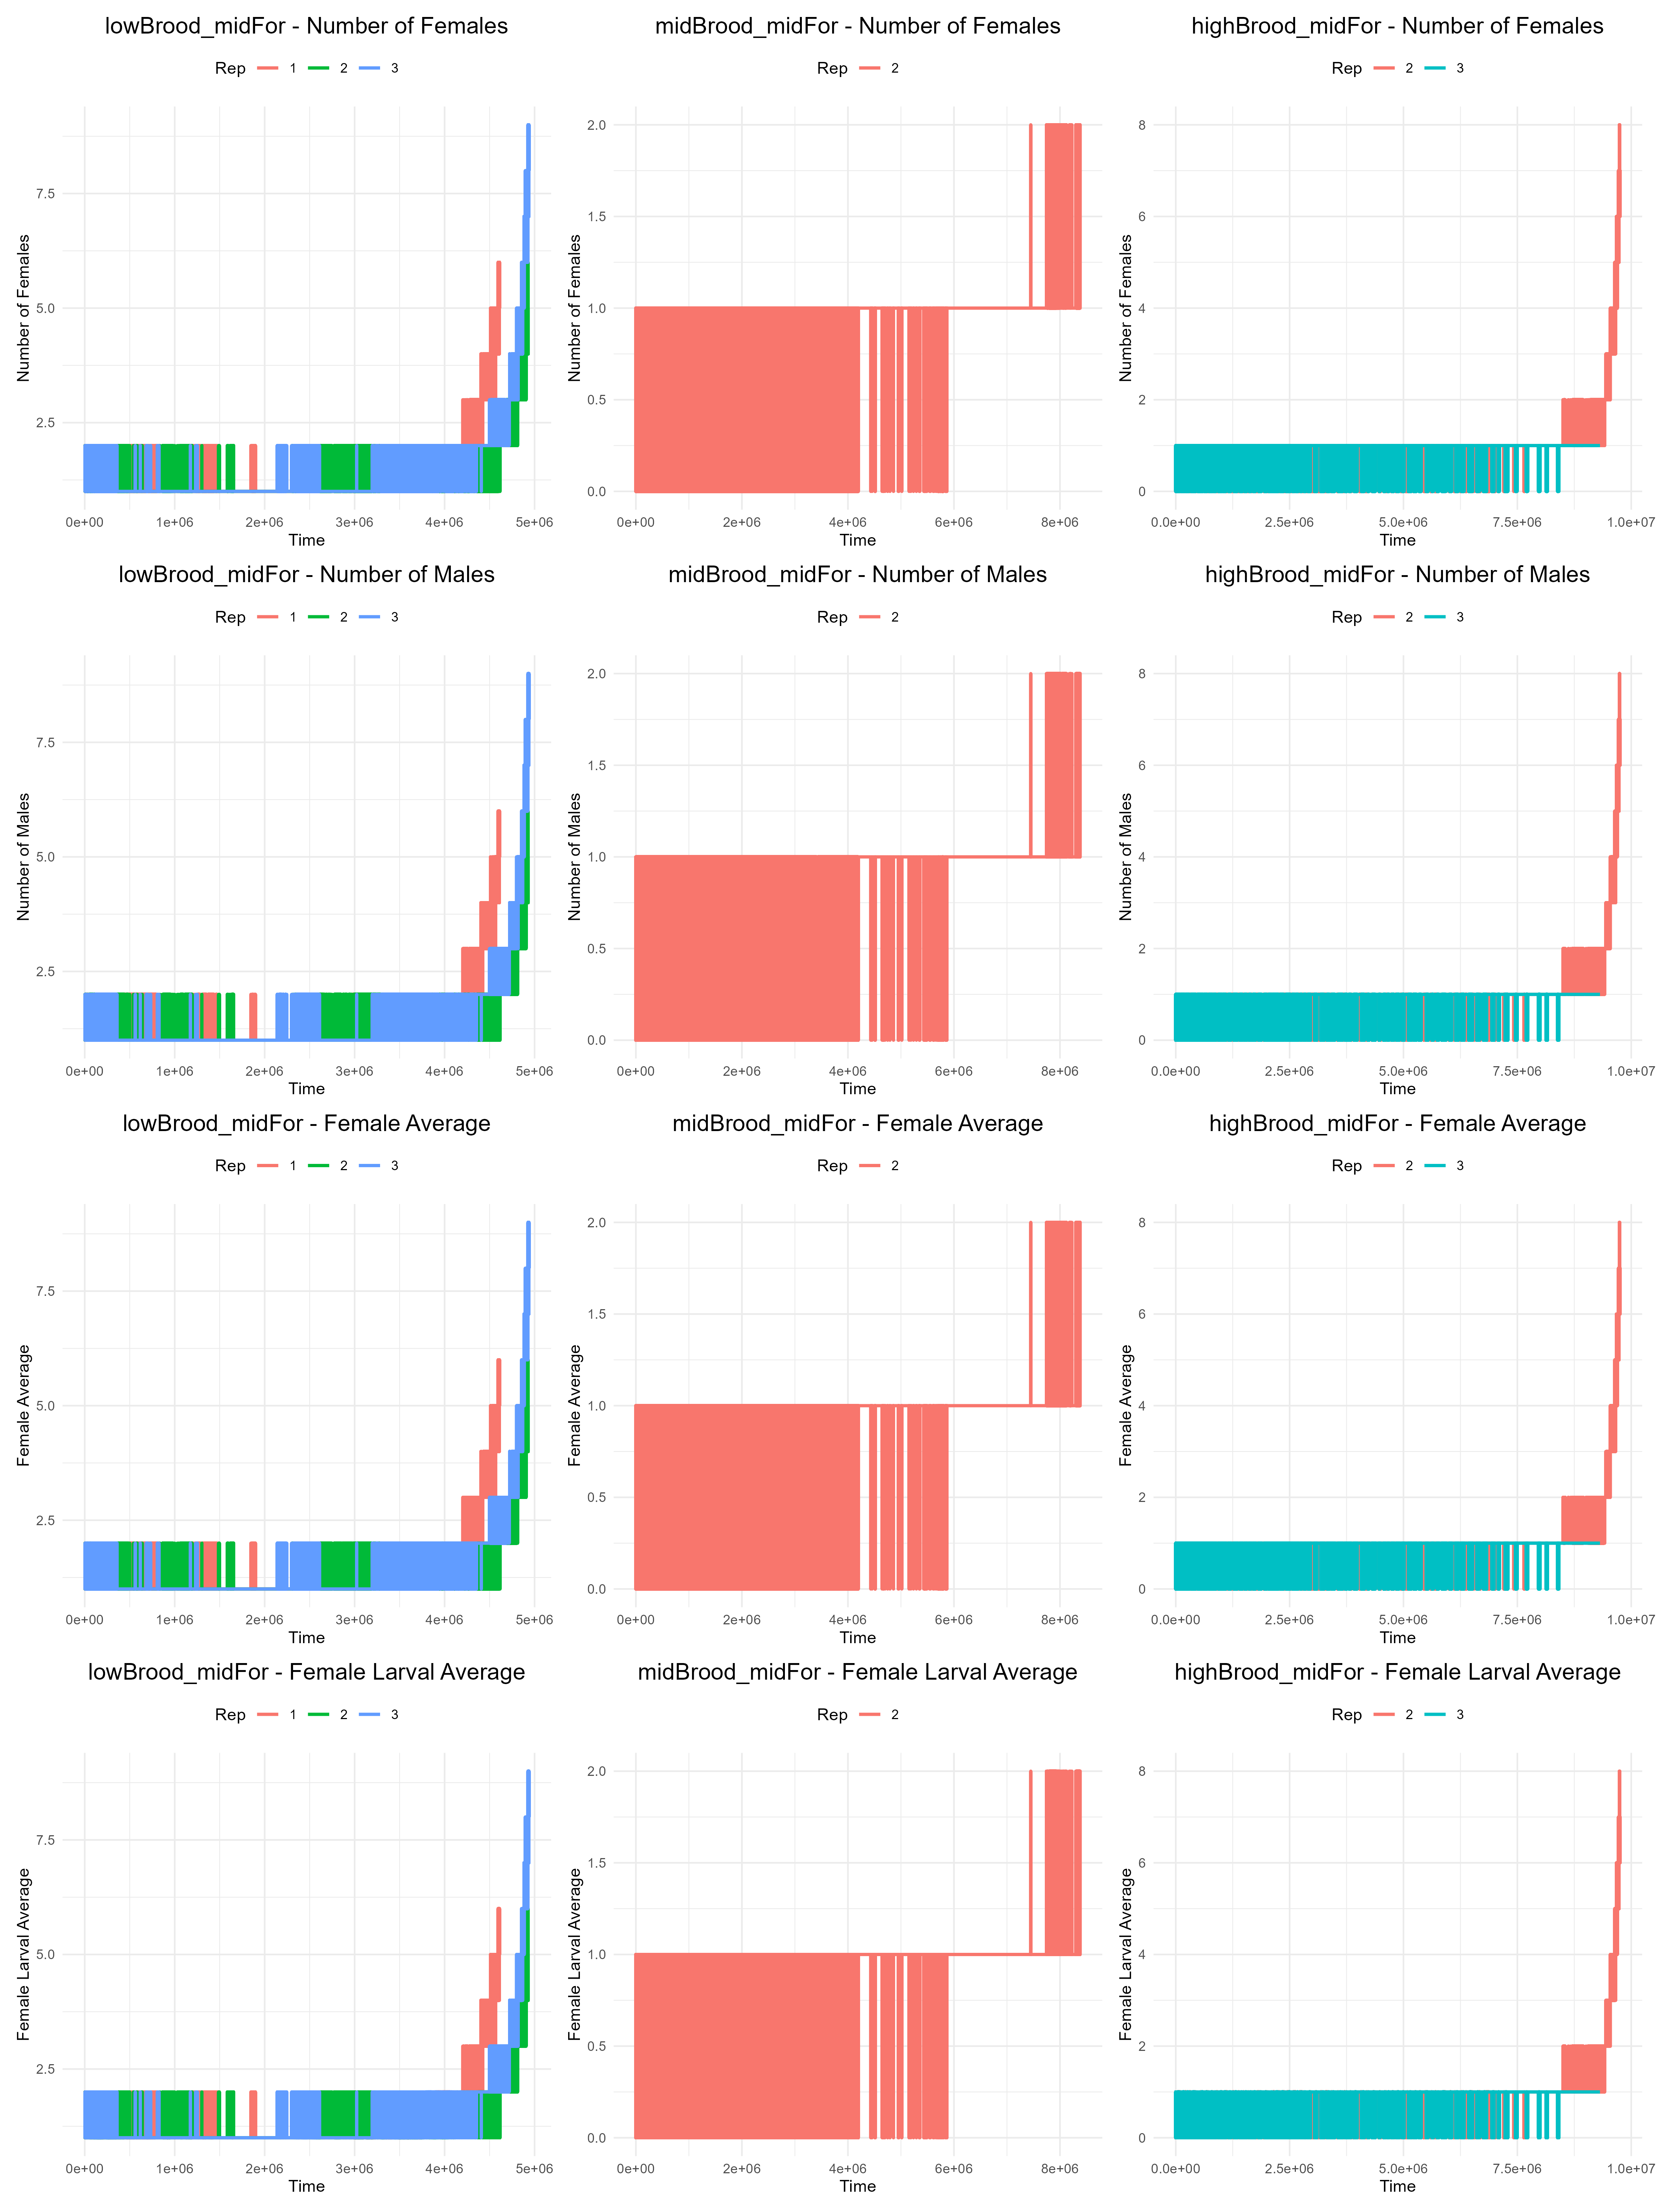 lowBrood_midFor - Number of Females
Rep 1 2 3
Number of Females
7.5
5.0
2.5
0e+00 1e+06 2e+06 3e+06 4e+06 5e+06
Time
midBrood_midFor - Number of Females
Rep 2
Number of Females
2.0
1.5
1.0
0.5
0.0
0e+00 2e+06 4e+06 6e+06 8e+06
Time
highBrood_midFor - Number of Females
Rep 2 3
Number of Females
8
6
4
2
0
0.0e+00 2.5e+06 5.0e+06 7.5e+06 1.0e+07
Time
lowBrood_midFor - Number of Males
Rep 1 2 3
Number of Males
7.5
5.0
2.5
0e+00 1e+06 2e+06 3e+06 4e+06 5e+06
Time
midBrood_midFor - Number of Males
Rep 2
Number of Males
2.0
1.5
1.0
0.5
0.0
0e+00 2e+06 4e+06 6e+06 8e+06
Time
highBrood_midFor - Number of Males
Rep 2 3
Number of Males
8
6
4
2
0
0.0e+00 2.5e+06 5.0e+06 7.5e+06 1.0e+07
Time
lowBrood_midFor - Female Average
Rep 1 2 3
Female Average
7.5
5.0
2.5
0e+00 1e+06 2e+06 3e+06 4e+06 5e+06
Time
midBrood_midFor - Female Average
Rep 2
Female Average
2.0
1.5
1.0
0.5
0.0
0e+00 2e+06 4e+06 6e+06 8e+06
Time
highBrood_midFor - Female Average
Rep 2 3
Female Average
8
6
4
2
0
0.0e+00 2.5e+06 5.0e+06 7.5e+06 1.0e+07
Time
lowBrood_midFor - Female Larval Average
Rep 1 2 3
Female Larval Average
7.5
5.0
2.5
0e+00 1e+06 2e+06 3e+06 4e+06 5e+06
Time
midBrood_midFor - Female Larval Average
Rep 2
Female Larval Average
2.0
1.5
1.0
0.5
0.0
0e+00 2e+06 4e+06 6e+06 8e+06
Time
highBrood_midFor - Female Larval Average
Rep 2 3
Female Larval Average
8
6
4
2
0
0.0e+00 2.5e+06 5.0e+06 7.5e+06 1.0e+07
Time